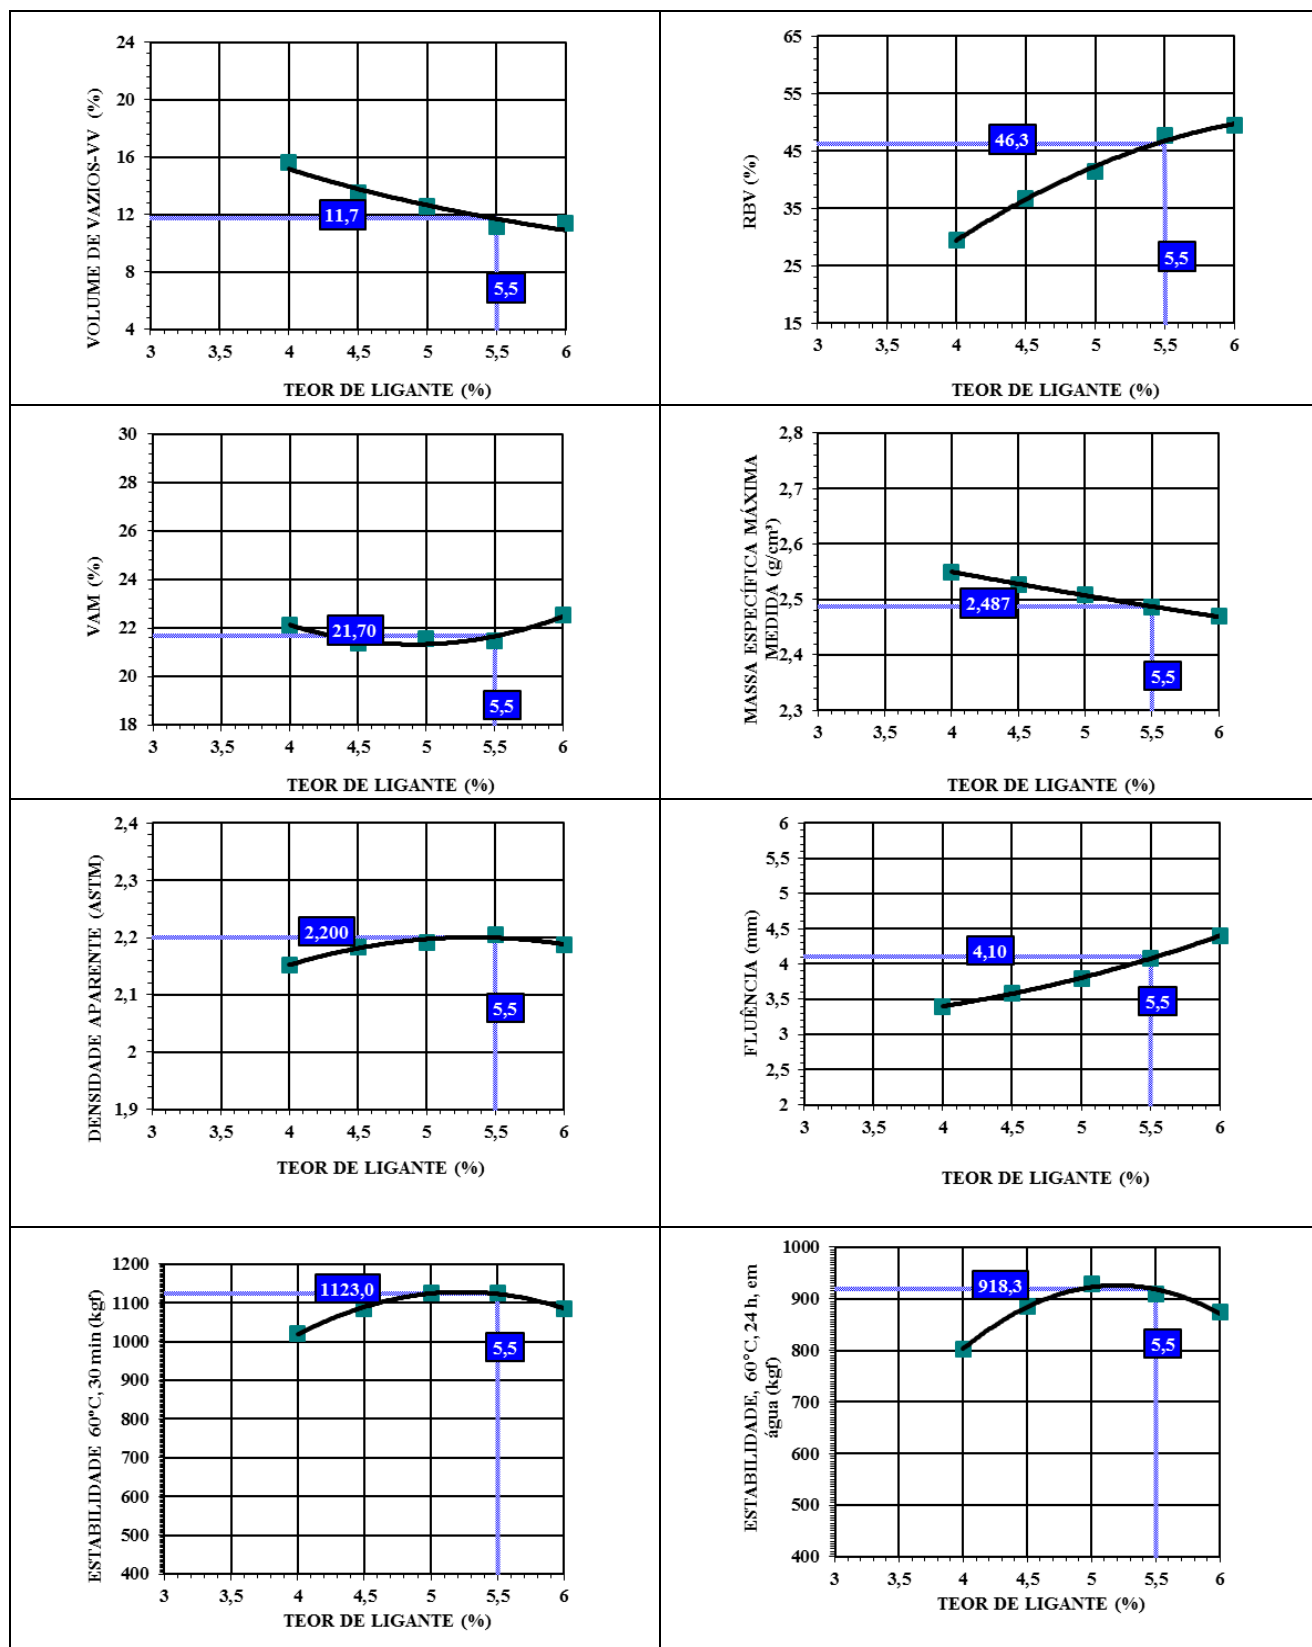 VOLUME DE VAZIOS-VV (%)
24
20
16
12
8
4
11,7
5,5
3 3,5 4 4,5 5 5,5 6
TEOR DE LIGANTE (%)
RBV (%)
65
55
45
35
25
15
46,3
5,5
3 3,5 4 4,5 5 5,5 6
TEOR DE LIGANTE (%)
VAM (%)
30
28
26
24
22
20
18
21,70
5,5
3 3,5 4 4,5 5 5,5 6
TEOR DE LIGANTE (%)
MASSA ESPECÍFICA MÁXIMA
MEDIDA (g/cm³)
2,8
2,7
2,6
2,5
2,4
2,3
2,487
5,5
3 3,5 4 4,5 5 5,5 6
TEOR DE LIGANTE (%)
DENSIDADE APARENTE (ASTM)
2,4
2,3
2,2
2,1
2
1,9
2,200
5,5
3 3,5 4 4,5 5 5,5 6
TEOR DE LIGANTE (%)
FLUÊNCIA (mm)
6
5,5
5
4,5
4
3,5
3
2,5
2
4,10
5,5
3 3,5 4 4,5 5 5,5 6
TEOR DE LIGANTE (%)
ESTABILIDADE 60ºC, 30 min (kgf)
1200
1100
1000
900
800
700
600
500
400
1123,0
5,5
3 3,5 4 4,5 5 5,5 6
TEOR DE LIGANTE (%)
ESTABILIDADE, 60°C, 24 h, em
água (kgf)
1000
900
800
700
600
500
400
918,3
5,5
3 3,5 4 4,5 5 5,5 6
TEOR DE LIGANTE (%)